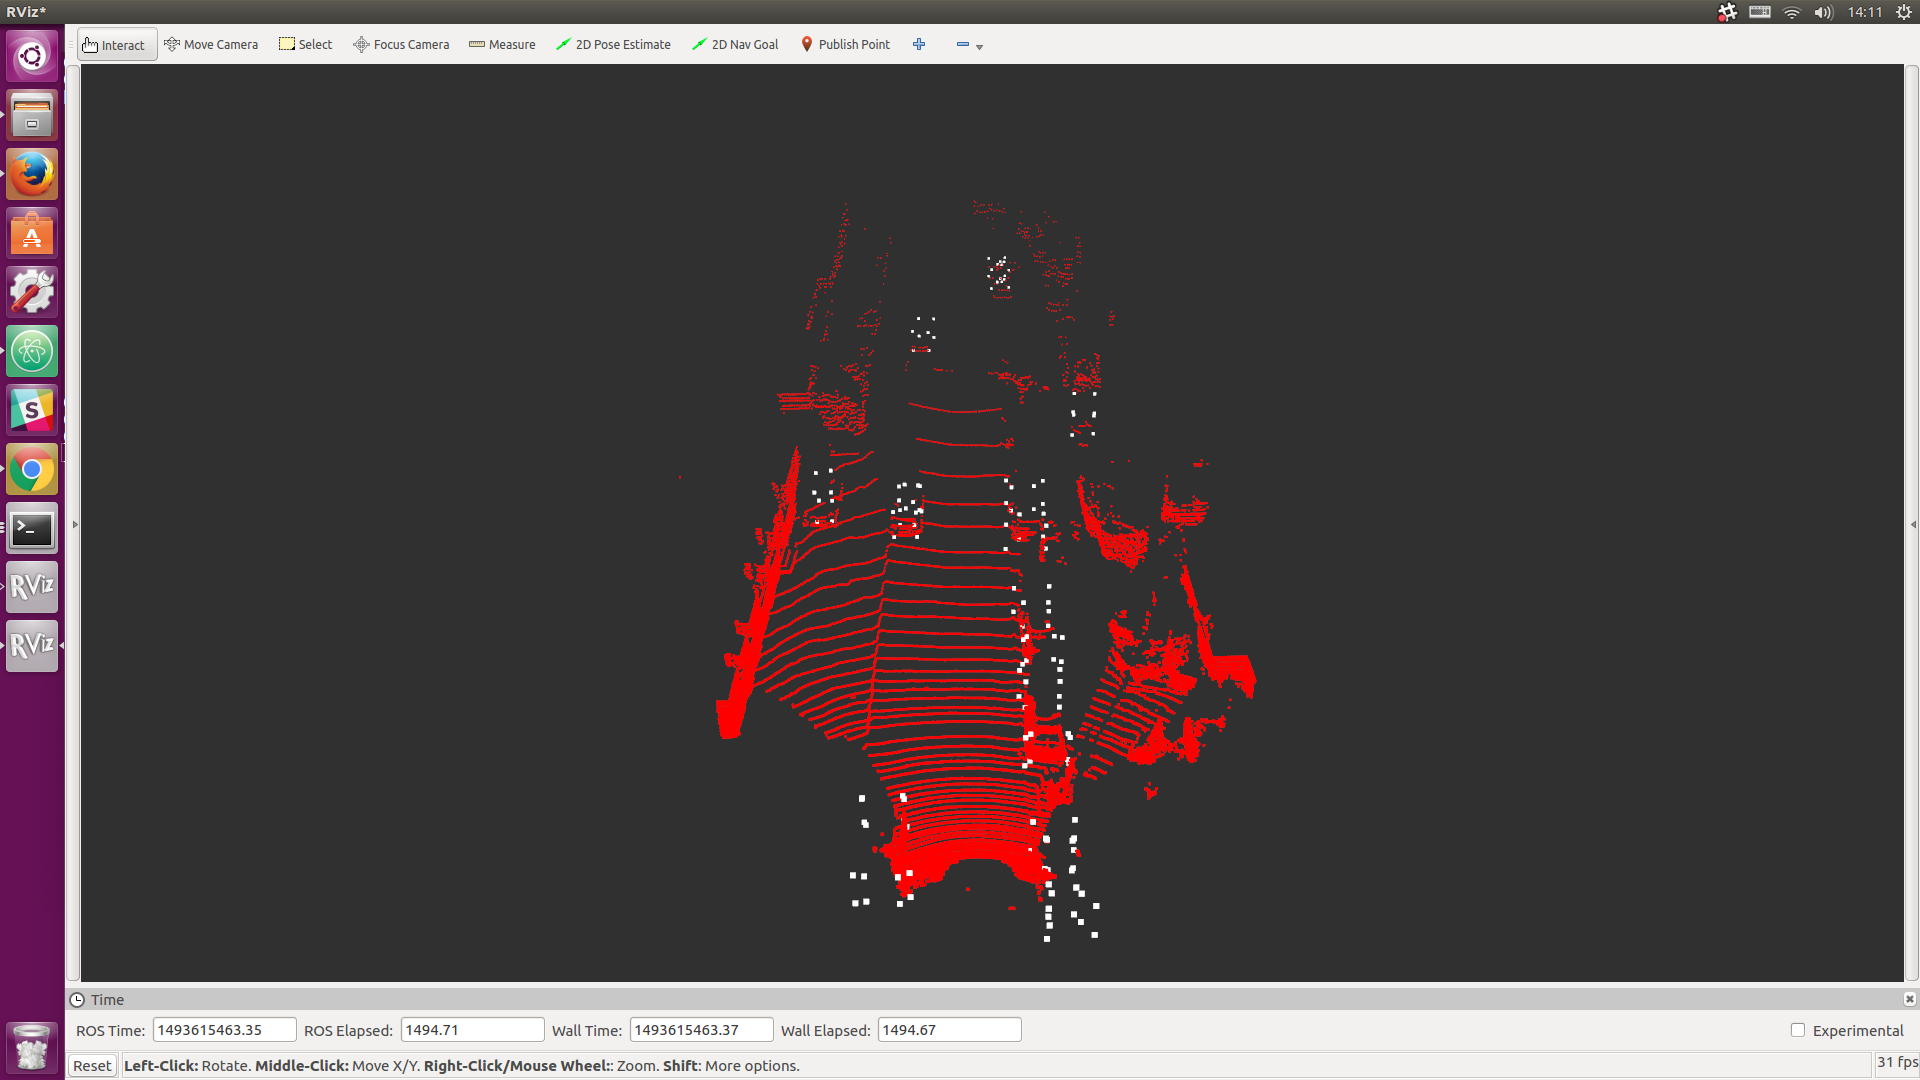 RViz*
14:11
Interact Move Camera Select Focus Camera Measure 2D Pose Estimate 2D Nav Goal Publish Point
A
S
>_
RViz
RViz
Time
ROS Time: 1493615463.35 ROS Elapsed: 1494.71 Wall Time: 1493615463.37 Wall Elapsed: 1494.67 Experimental
Reset Left-Click: Rotate. Middle-Click: Move X/Y. Right-Click/Mouse Wheel:: Zoom. Shift: More options. 31 fps